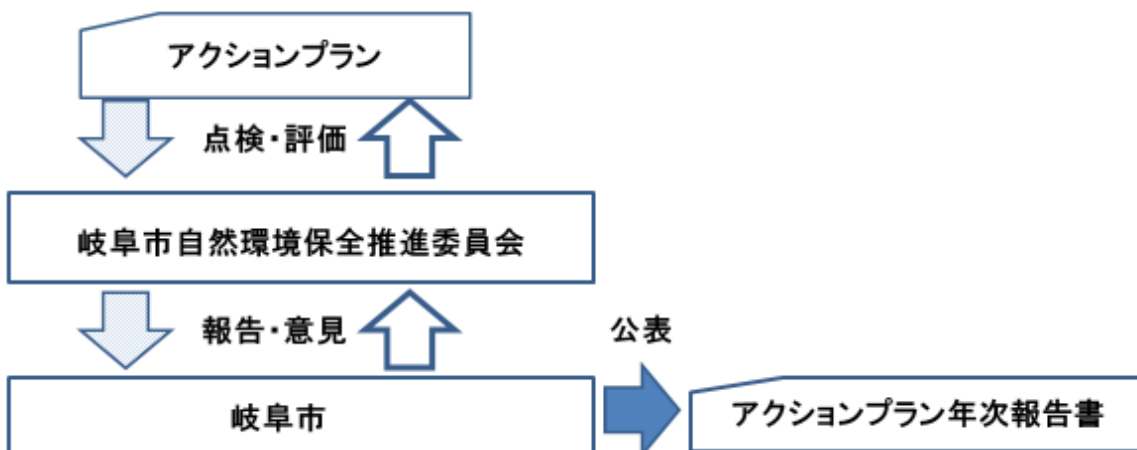 アクションプラン
点検・評価
岐阜市自然環境保全推進委員会
報告・意見
公表
岐阜市
アクションプラン年次報告書